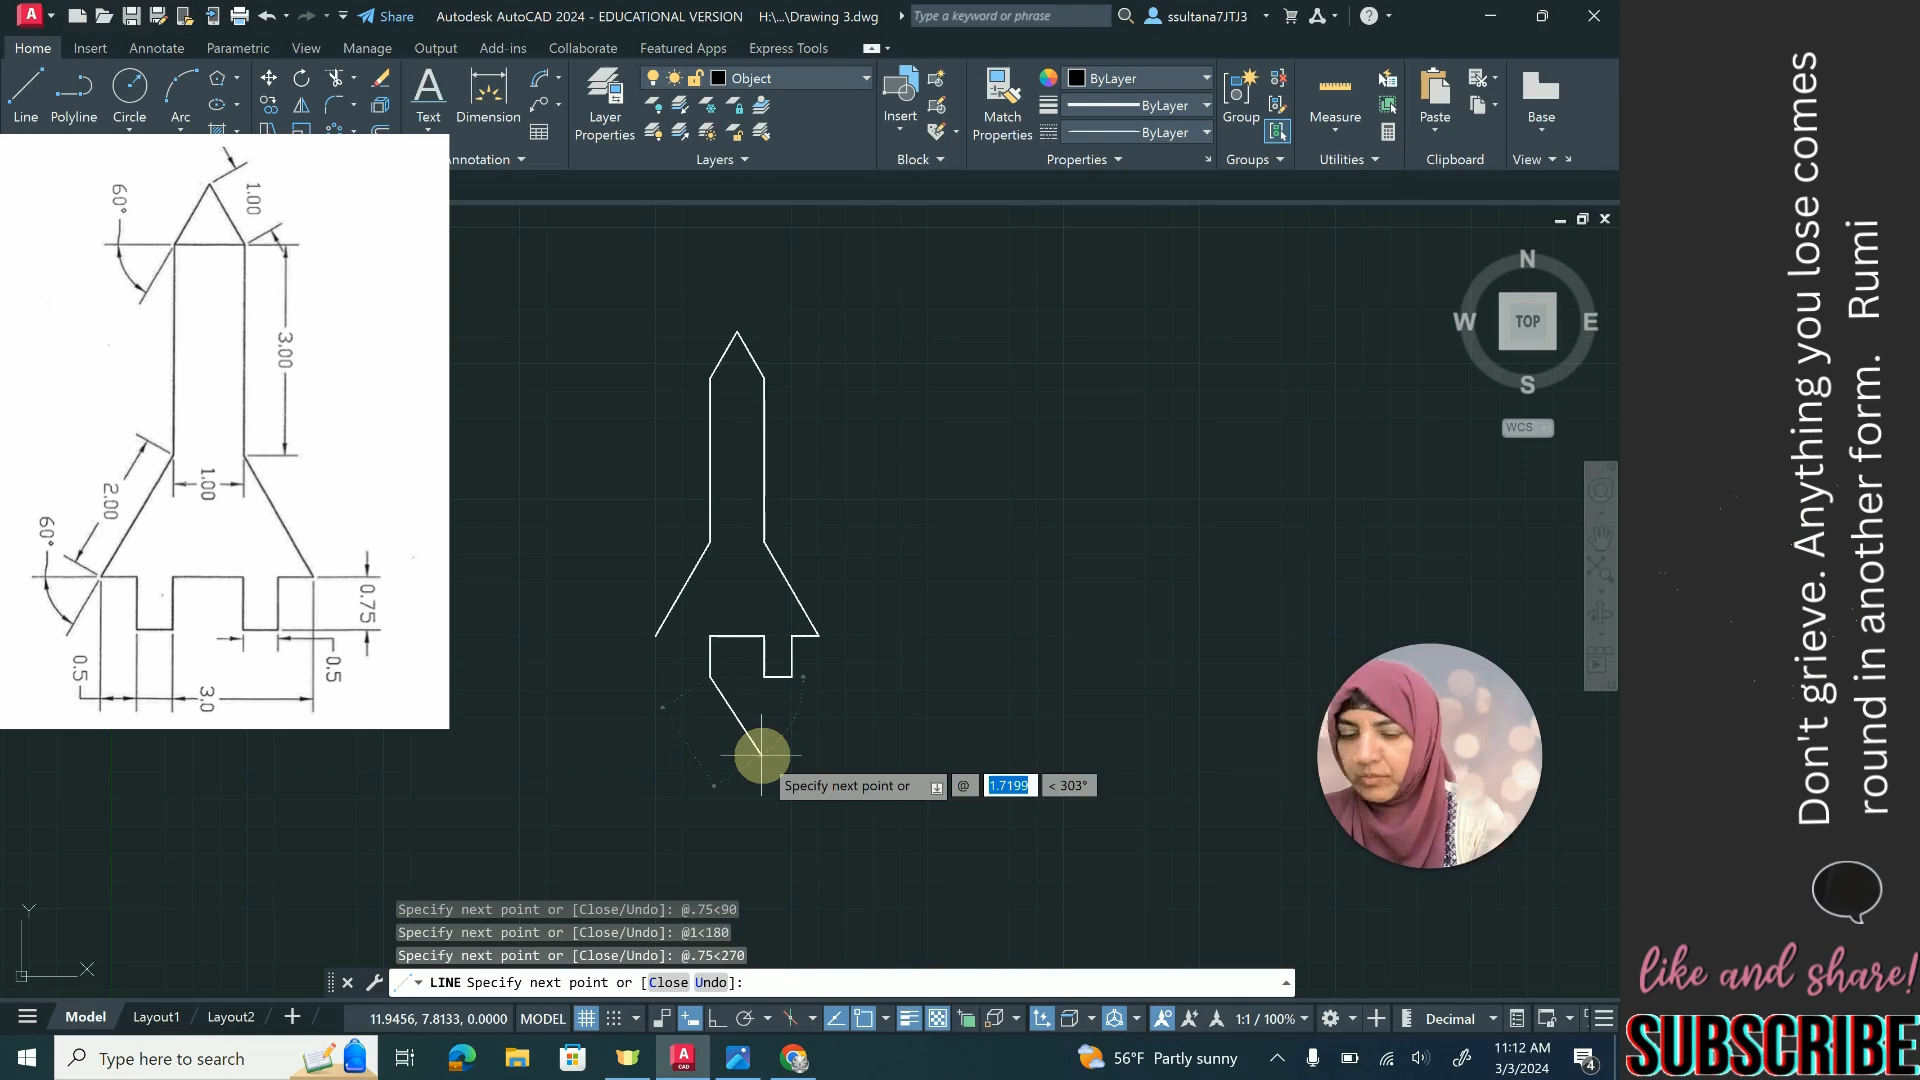 Share
Autodesk AutoCAD 2024 - EDUCATIONAL VERSION
H:\...\Drawing 3.dwg
Type a keyword or phrase
ssultana7JTJ3
Home
Insert
Annotate
Parametric
View
Manage
Output
Add-ins
Collaborate
Featured Apps
Express Tools
Line
Polyline
Circle
Arc
Text
Dimension
Layer
Properties
Object
Insert
Match
Properties
ByLayer
ByLayer
ByLayer
Group
Measure
Paste
Base
nnotation
Layers
Block
Properties
Groups
Utilities
Clipboard
View
60°
1.00
3.00
1.00
2.00
60°
0.75
0.5
3.0
0.5
N
W
TOP
E
S
WCS
Specify next point or
@
1.7199
< 303°
Specify next point or [Close/Undo]: @.75<90
Specify next point or [Close/Undo]: @1<180
Specify next point or [Close/Undo]: @.75<270
LINE Specify next point or [Close Undo]:
Y
X
Model
Layout1
Layout2
11.9456, 7.8133, 0.0000
MODEL
1:1 / 100%
Decimal
Type here to search
56°F Partly sunny
11:12 AM
3/3/2024
4
Don't grieve. Anything you lose comes
round in another form. Rumi
like and share!
SUBSCRIBE